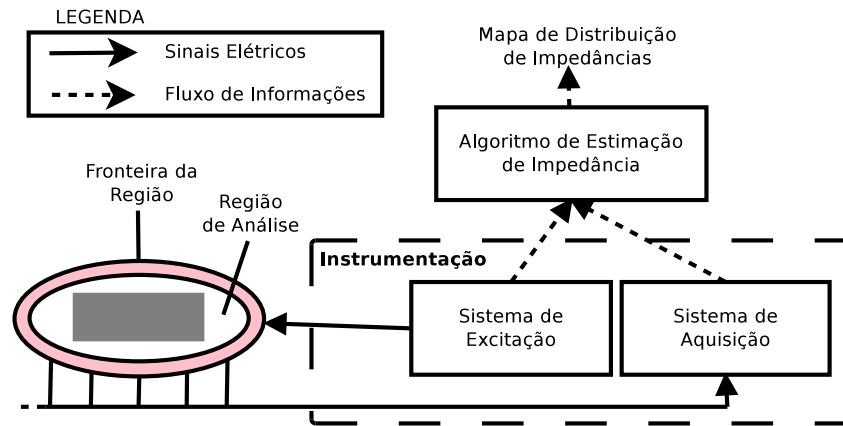 LEGENDA
Sinais Elétricos
Fluxo de Informações
Mapa de Distribuição
de Impedâncias
Algoritmo de Estimação
de Impedância
Fronteira da
Região
Região
de Análise
Instrumentação
Sistema de
Excitação
Sistema de
Aquisição